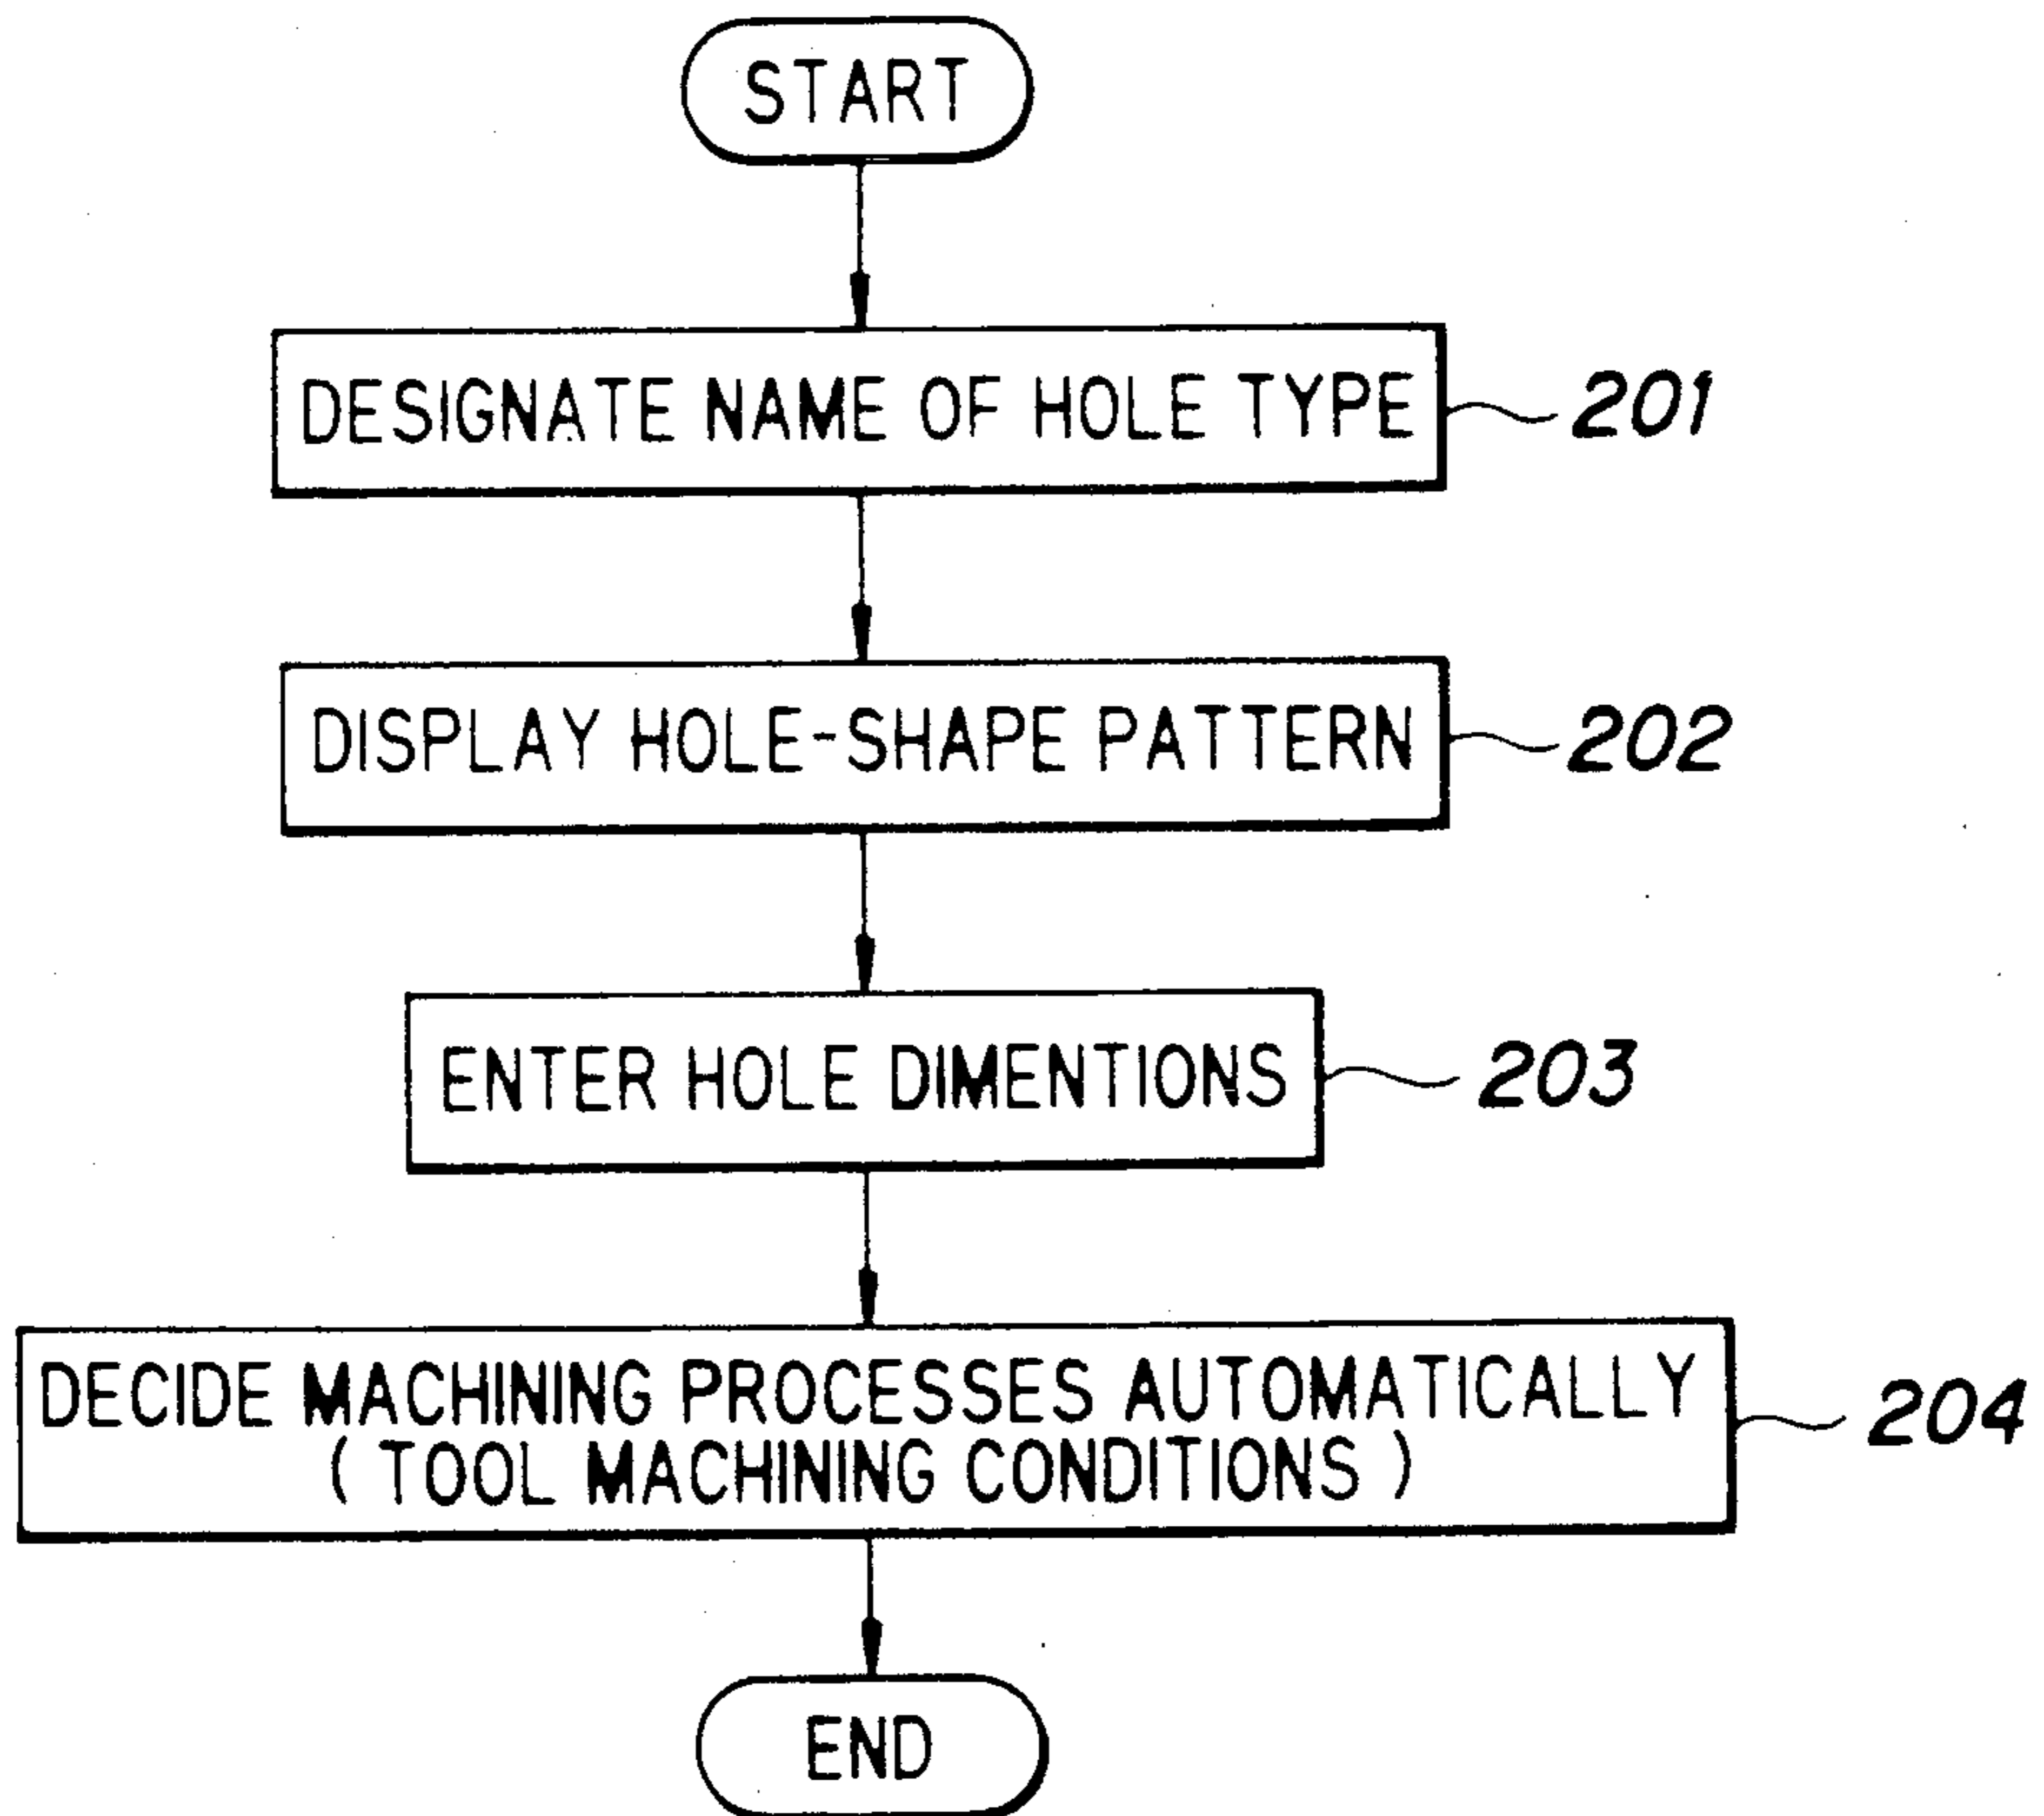 START
DESIGNATE NAME OF HOLE TYPE 201
DISPLAY HOLE-SHAPE PATTERN 202
ENTER HOLE DIMENTIONS 203
DECIDE MACHINING PROCESSES AUTOMATICALLY
( TOOL MACHINING CONDITIONS ) 204
END